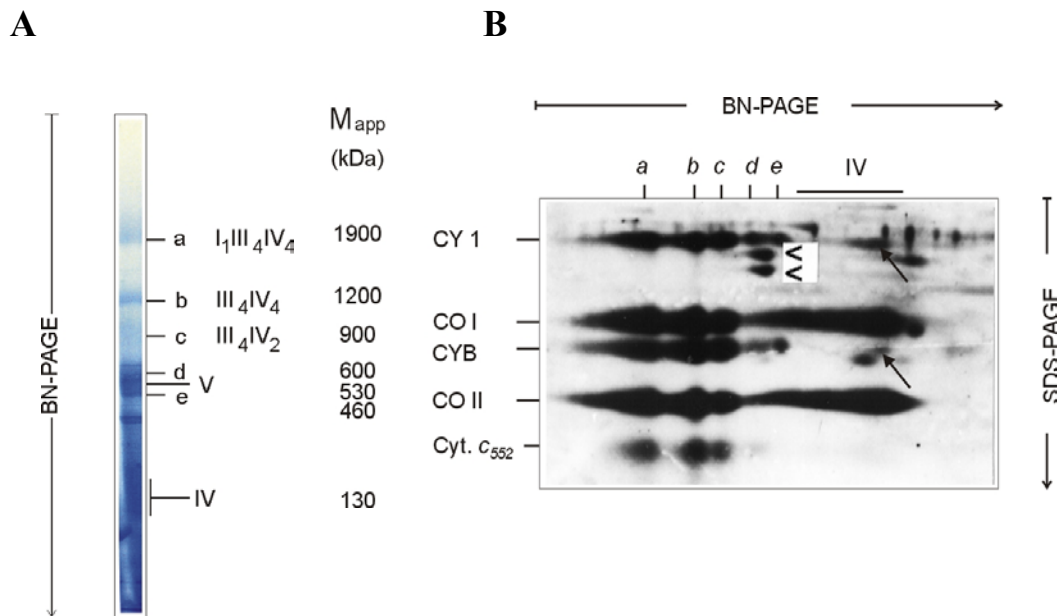 A
B
BN-PAGE
M app
(kDa)
a I₁III₄IV₄ 1900
b III₄IV₄ 1200
c III₄IV₂ 900
d 600
V 530
e 460
IV 130
BN-PAGE
a b c d e IV
CY 1
CO I
CYB
CO II
Cyt. c₅₅₂
< 
<
SDS-PAGE